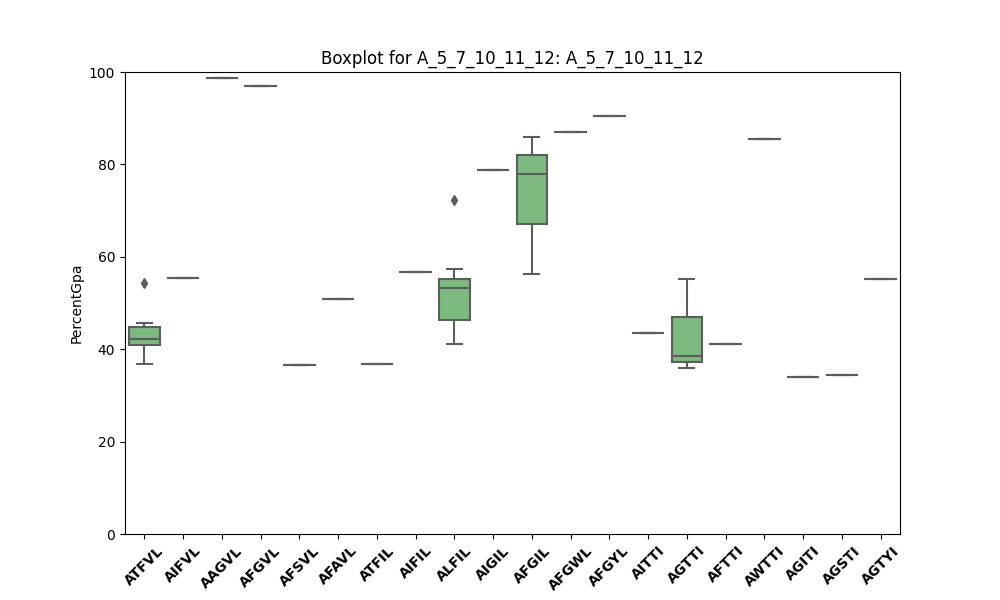 Boxplot for A_5_7_10_11_12: A_5_7_10_11_12
PercentGpa
100
80
60
40
20
0
ATFVL
AIFVL
AAGVL
AFGVL
AFSVL
AFAVL
ATFIL
AIFIL
ALFIL
AIGIL
AFGIL
AFGWL
AFGYL
AITTI
AGTTI
AFTTI
AWTTI
AGITI
AGSTI
AGTYI